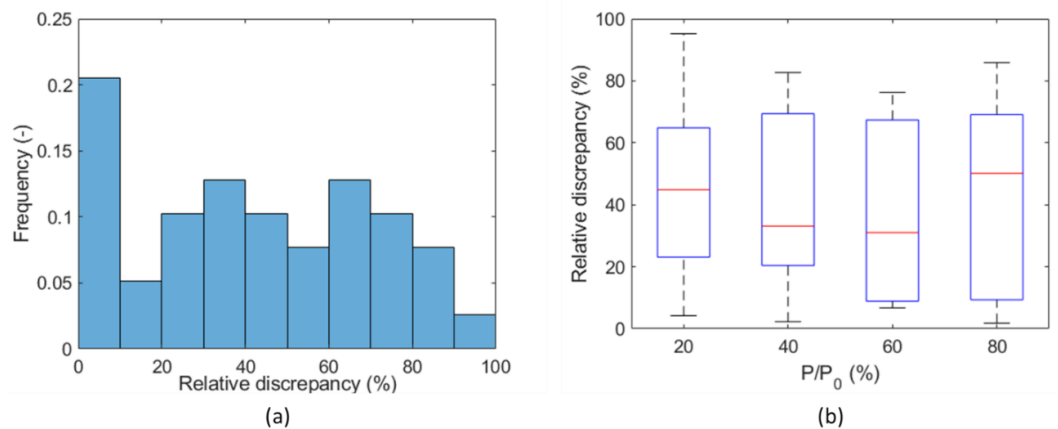 0.25
0.2
0.15
0.1
0.05
0
Frequency (-)
0 20 40 60 80 100
Relative discrepancy (%)
(a)
100
80
60
40
20
0
Relative discrepancy (%)
20 40 60 80
P/P0 (%)
(b)